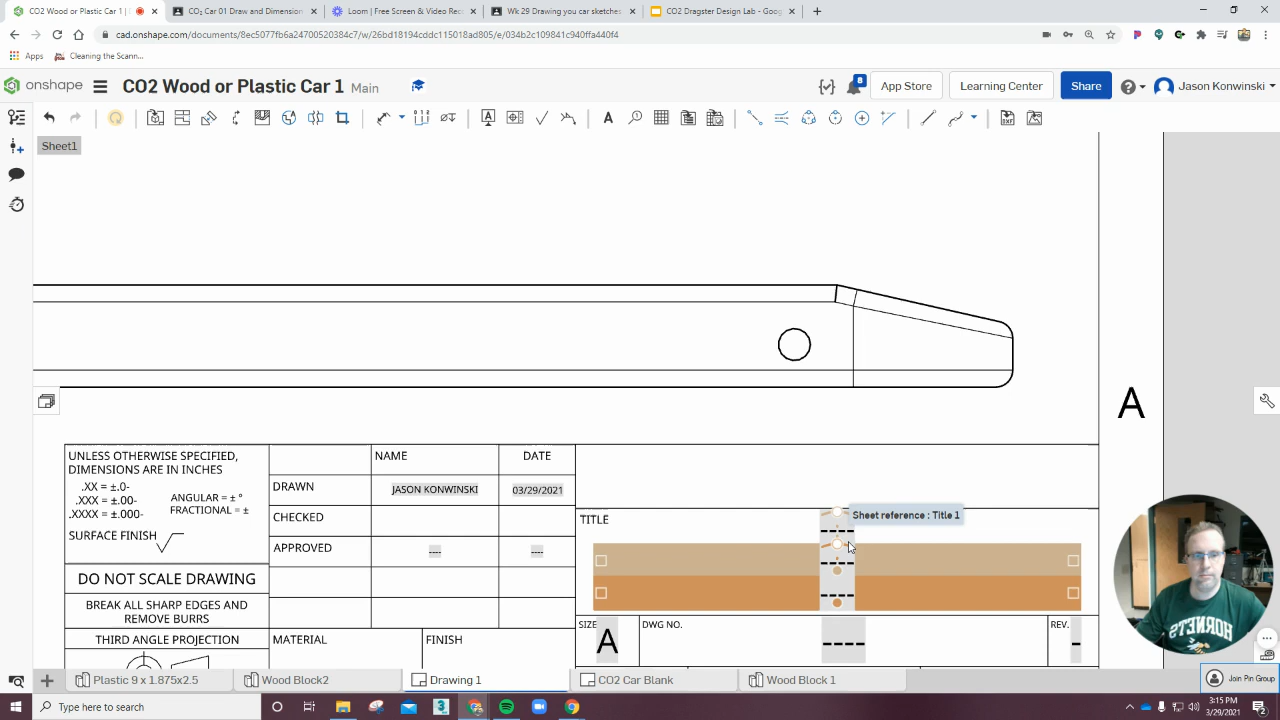 CO2 Wood or Plastic Car 1 |
CO₂ Car 01 Draw and Dimension
Loom | Free Screen & Video Rec
Wk 29 Drawing you car sketches
CO2 Dragster Design Lab - Goog
cad.onshape.com/documents/8ec5077fb6a24700520384c7/w/26bd18194cddc115018ad805/e/034b2c109841c940ffa440f4
Apps
Cleaning the Scann...
onshape
CO2 Wood or Plastic Car 1
Main
8
App Store
Learning Center
Share
Jason Konwinski
Sheet1
A
UNLESS OTHERWISE SPECIFIED,
DIMENSIONS ARE IN INCHES
.XX = ±.0-
.XXX = ±.00-
.XXXX = ±.000-
ANGULAR = ± °
FRACTIONAL = ±
SURFACE FINISH
DO NOT SCALE DRAWING
BREAK ALL SHARP EDGES AND
REMOVE BURRS
THIRD ANGLE PROJECTION
NAME
DATE
DRAWN
JASON KONWINSKI
03/29/2021
CHECKED
APPROVED
----
----
MATERIAL
FINISH
TITLE
Sheet reference : Title 1
SIZE
A
DWG NO.
----
REV.
-
HORNETS
Plastic 9 x 1.875x2.5
Wood Block2
Drawing 1
CO2 Car Blank
Wood Block 1
Join Pin Group
Type here to search
3:15 PM
3/29/2021
2